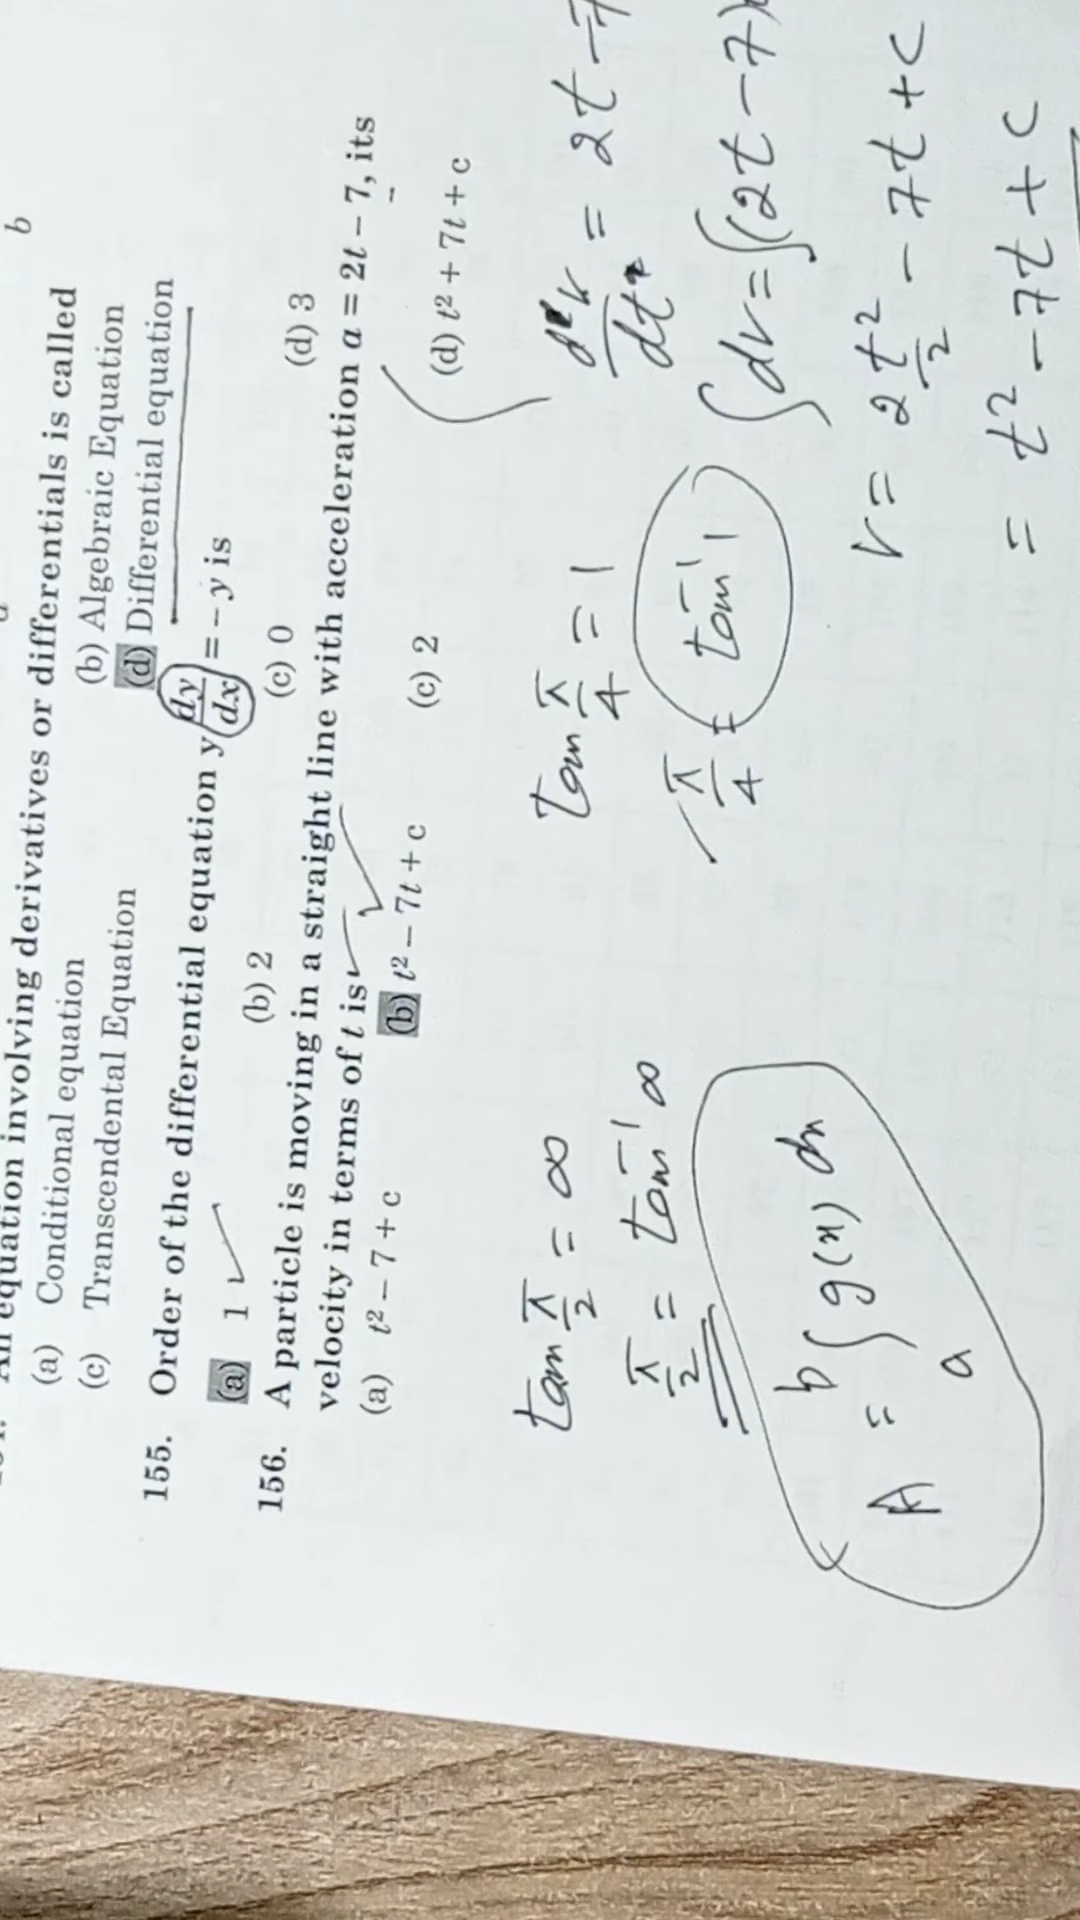 b
equation involving derivatives or differentials is called
(a) Conditional equation (b) Algebraic Equation
(c) Transcendental Equation (d) Differential equation
155. Order of the differential equation y dy/dx = – y is
(a) 1 (b) 2 (c) 0 (d) 3
156. A particle is moving in a straight line with acceleration a = 2t – 7, its
velocity in terms of t is
(a) t² – 7 + c (b) t² – 7t + c (c) 2 (d) t² + 7t + c
tan π/2 = ∞
π/2 = tan⁻¹ ∞
A = ∫ₐᵇ g(x) dx
tan π/4 = 1
π/4 = tan⁻¹ 1
dv/dt = 2t – 7
∫dv = ∫(2t – 7)
v = 2 t²/2 – 7t + c
= t² – 7t + c